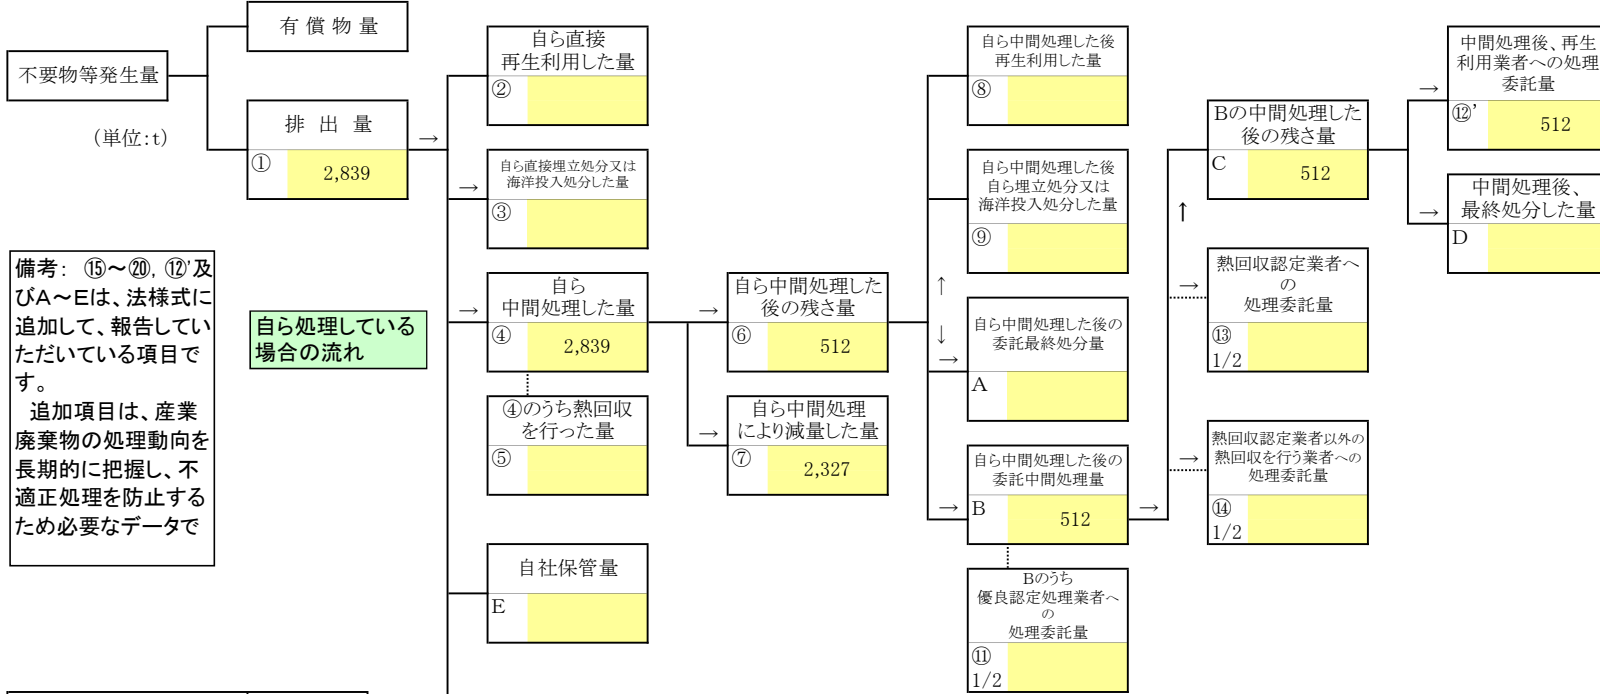 有 償 物 量
不要物等発生量
(単位:t)
排 出 量
→
① 2,839
備考： ⑮～⑳, ⑫'及
びA～Eは、法様式に
追加して、報告してい
ただいている項目で
す。
追加項目は、産業
廃棄物の処理動向を
長期的に把握し、不
適正処理を防止する
ため必要なデータで
自ら処理している
場合の流れ
自ら直接
再生利用した量
②
→
自ら直接埋立処分又は
海洋投入処分した量
③
→
自ら
中間処理した量
④ 2,839
④のうち熱回収
を行った量
⑤
自社保管量
E
→
自ら中間処理した
後の残さ量
⑥ 512
→
自ら中間処理
により減量した量
⑦ 2,327
自ら中間処理した後
再生利用した量
⑧
自ら中間処理した後
自ら埋立処分又は
海洋投入処分した量
⑨
↑
↓
→
自ら中間処理した後の
委託最終処分量
A
→
自ら中間処理した後の
委託中間処理量
B 512
→
Bのうち
優良認定処理業者へ
の
処理委託量
⑪
1/2
→
Bの中間処理した
後の残さ量
C 512
↑
→
熱回収認定業者へ
の
処理委託量
⑬
1/2
→
熱回収認定業者以外の
熱回収を行う業者への
処理委託量
⑭
1/2
→
中間処理後、再生
利用業者への処理
委託量
⑫' 512
→
中間処理後、
最終処分した量
D